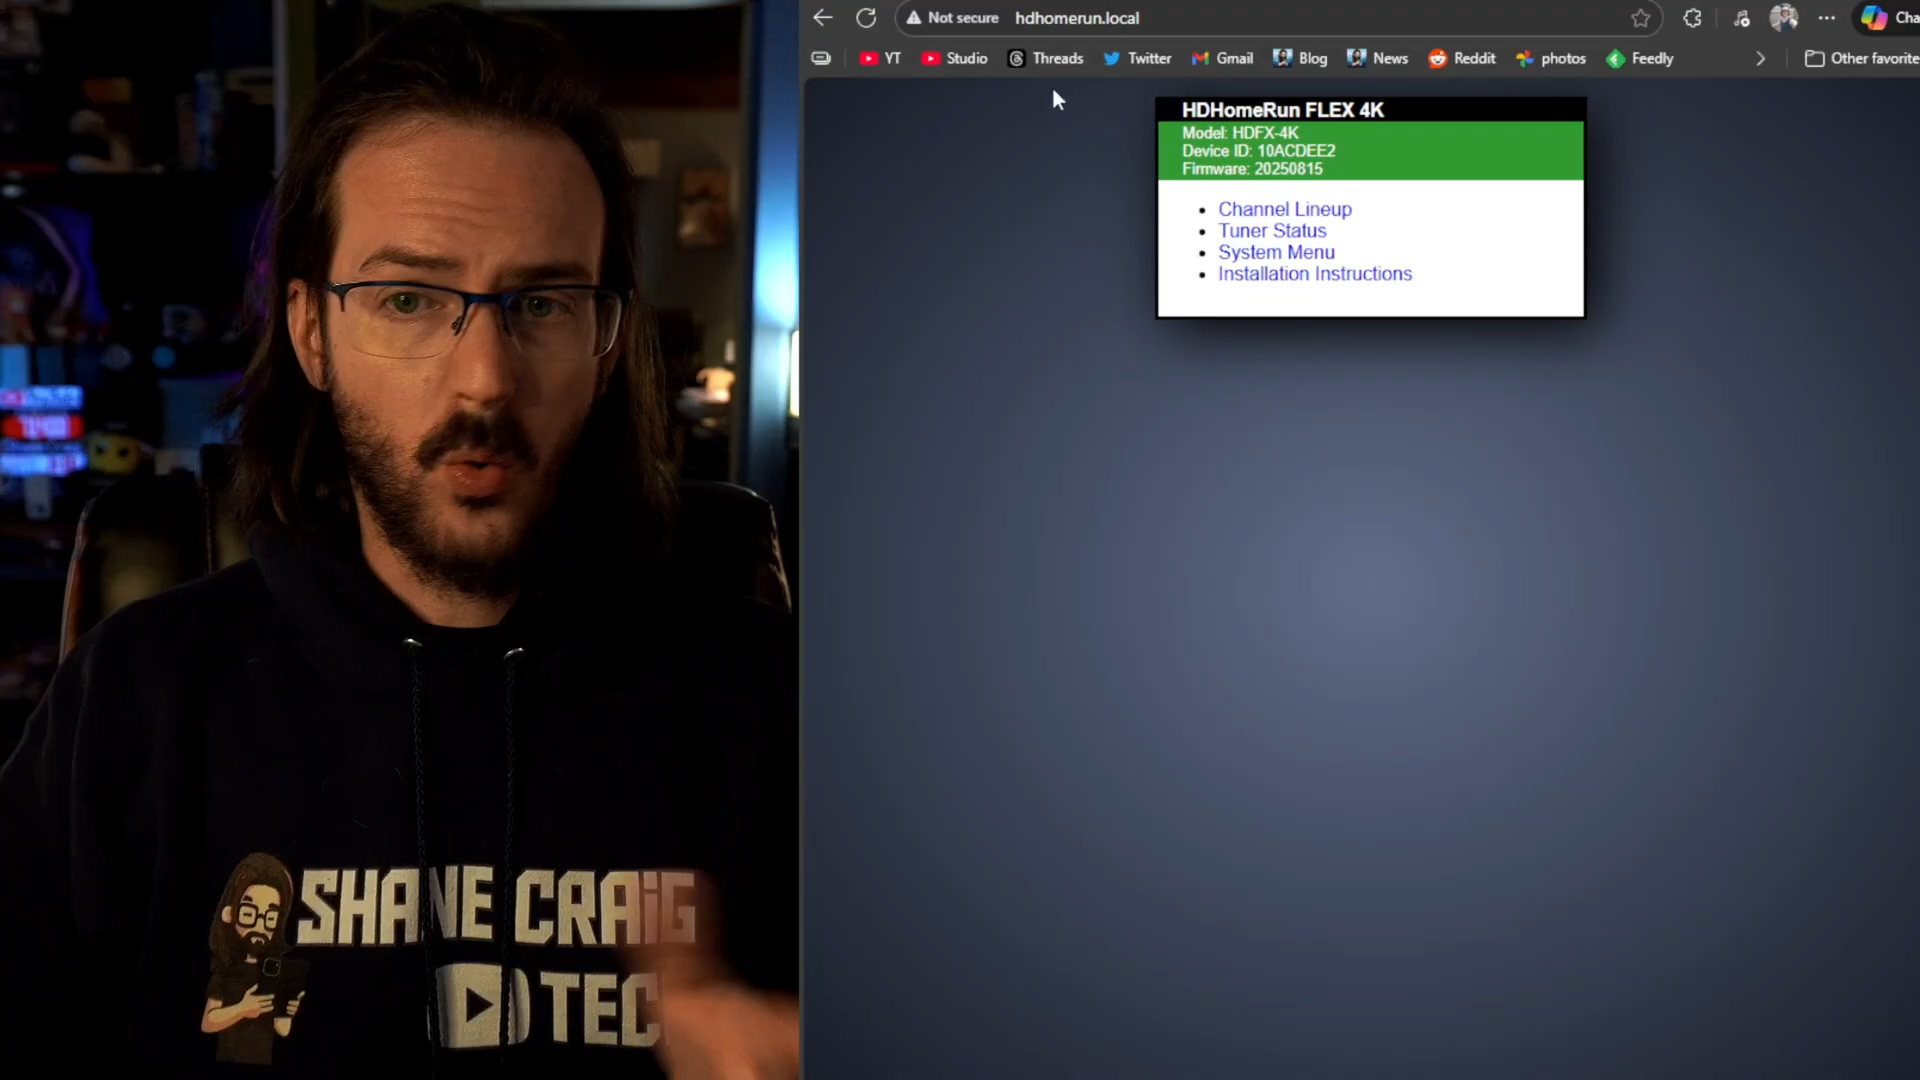 Not secure hdhomerun.local
Cha
YT
Studio
Threads
Twitter
Gmail
Blog
News
Reddit
photos
Feedly
Other favorite
HDHomeRun FLEX 4K
Model: HDFX-4K
Device ID: 10ACDEE2
Firmware: 20250815
Channel Lineup
Tuner Status
System Menu
Installation Instructions
SHANE CRAiG
TEC